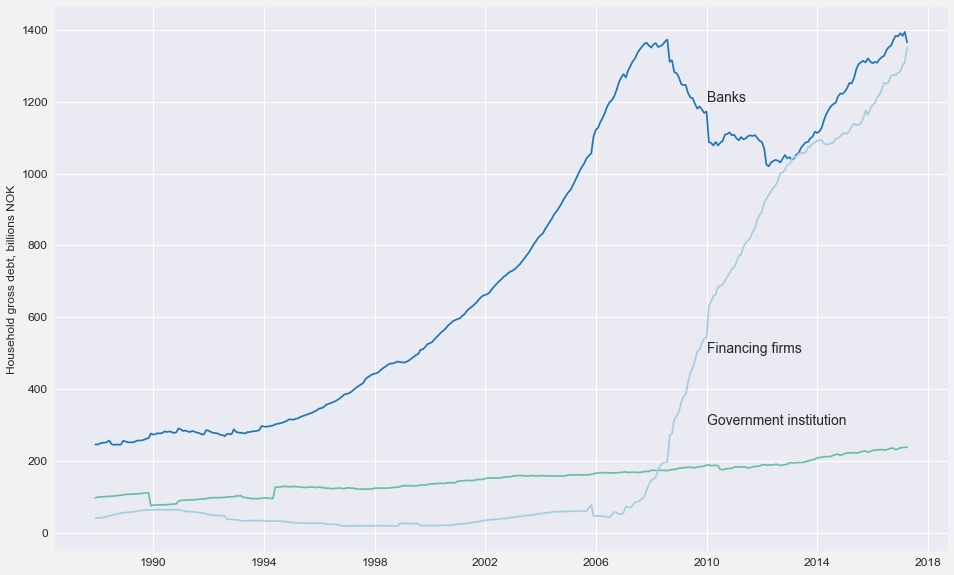 1400
1200
1000
800
600
400
200
0
Household gross debt, billions NOK
Banks
Financing firms
Government institution
1990 1994 1998 2002 2006 2010 2014 2018